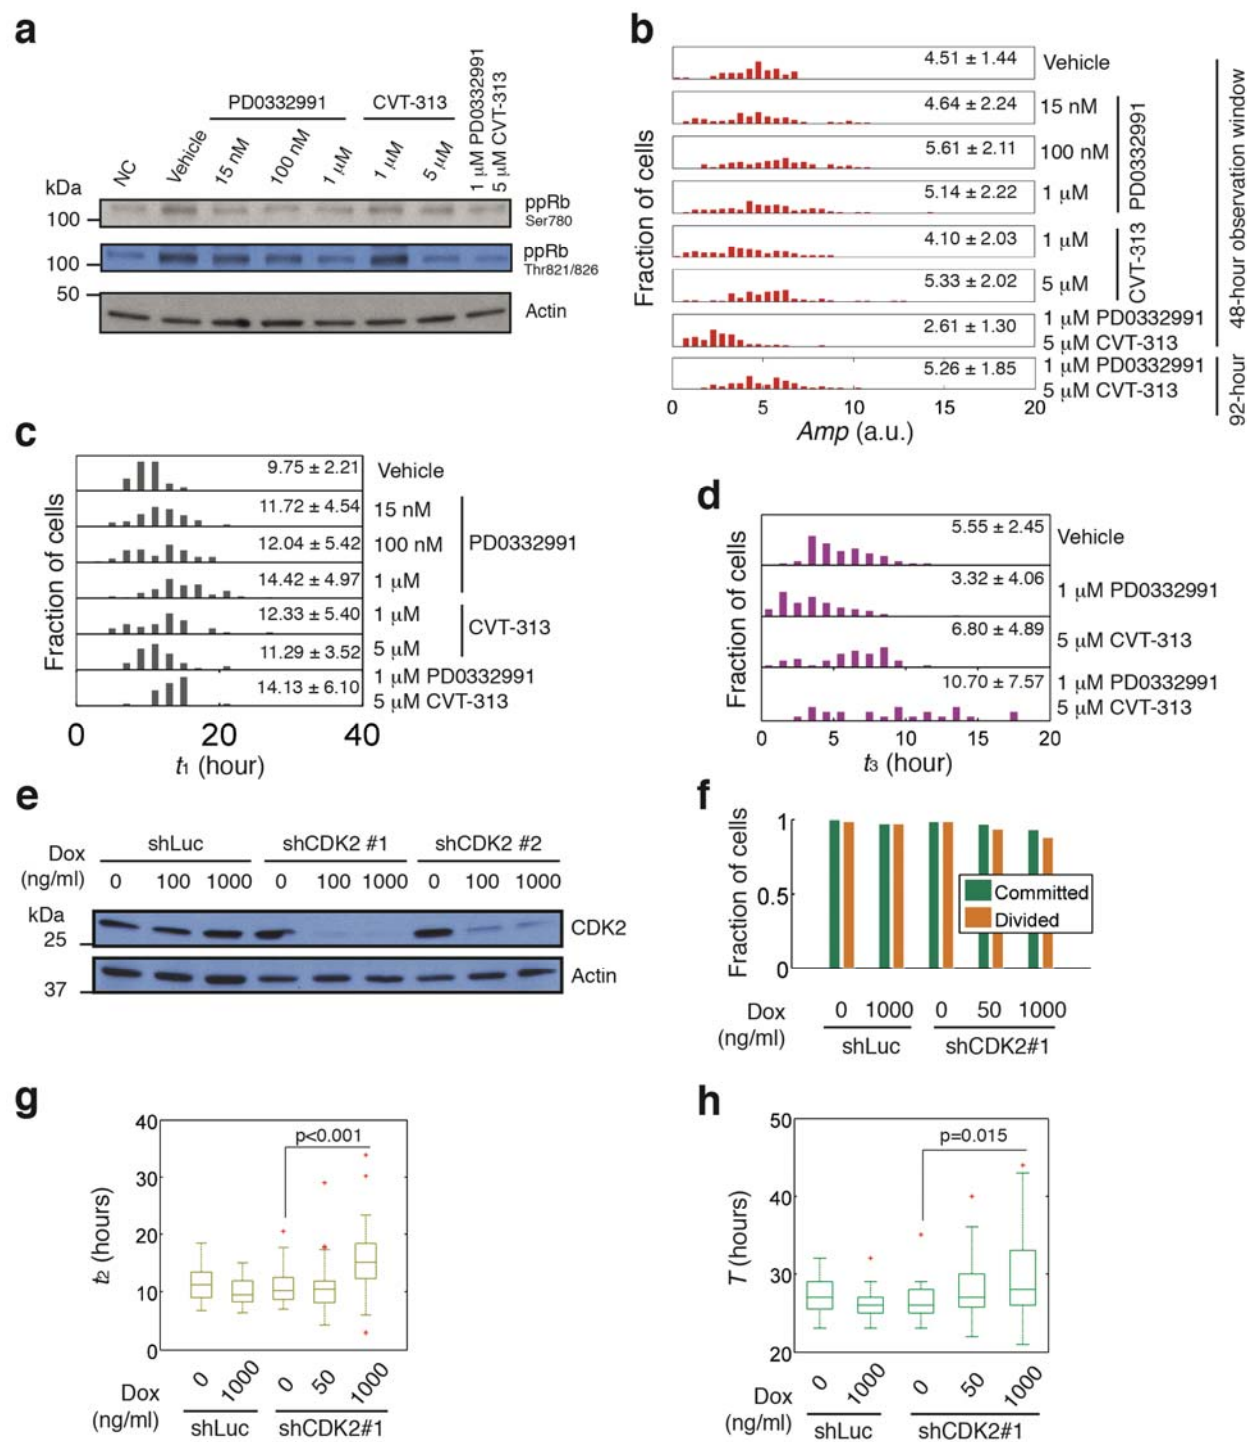 a
PD0332991
CVT-313
NC
Vehicle
15 nM
100 nM
1 μM
1 μM
5 μM
1 μM PD0332991
5 μM CVT-313
kDa
100
ppRb
Ser780
100
ppRb
Thr821/826
50
Actin
b
Fraction of cells
4.51 ± 1.44
Vehicle
4.64 ± 2.24
15 nM
5.61 ± 2.11
100 nM
5.14 ± 2.22
1 μM
PD0332991
4.10 ± 2.03
1 μM
5.33 ± 2.02
5 μM
CVT-313
2.61 ± 1.30
1 μM PD0332991
5 μM CVT-313
5.26 ± 1.85
1 μM PD0332991
5 μM CVT-313
48-hour observation window
92-hour
0 5 10 15 20
Amp (a.u.)
c
Fraction of cells
9.75 ± 2.21
Vehicle
11.72 ± 4.54
15 nM
12.04 ± 5.42
100 nM
14.42 ± 4.97
1 μM
PD0332991
12.33 ± 5.40
1 μM
11.29 ± 3.52
5 μM
CVT-313
14.13 ± 6.10
1 μM PD0332991
5 μM CVT-313
0 20 40
t1 (hour)
d
Fraction of cells
5.55 ± 2.45
Vehicle
3.32 ± 4.06
1 μM PD0332991
6.80 ± 4.89
5 μM CVT-313
10.70 ± 7.57
1 μM PD0332991
5 μM CVT-313
0 5 10 15 20
t3 (hour)
e
shLuc shCDK2 #1 shCDK2 #2
Dox
(ng/ml)
0 100 1000 0 100 1000 0 100 1000
kDa
25
CDK2
37
Actin
f
Fraction of cells
1
0.5
0
Committed
Divided
Dox
(ng/ml)
0 1000 0 50 1000
shLuc shCDK2#1
g
t2 (hours)
40
30
20
10
0
p<0.001
Dox
(ng/ml)
0 1000 0 50 1000
shLuc shCDK2#1
h
T (hours)
50
40
30
20
p=0.015
Dox
(ng/ml)
0 1000 0 50 1000
shLuc shCDK2#1